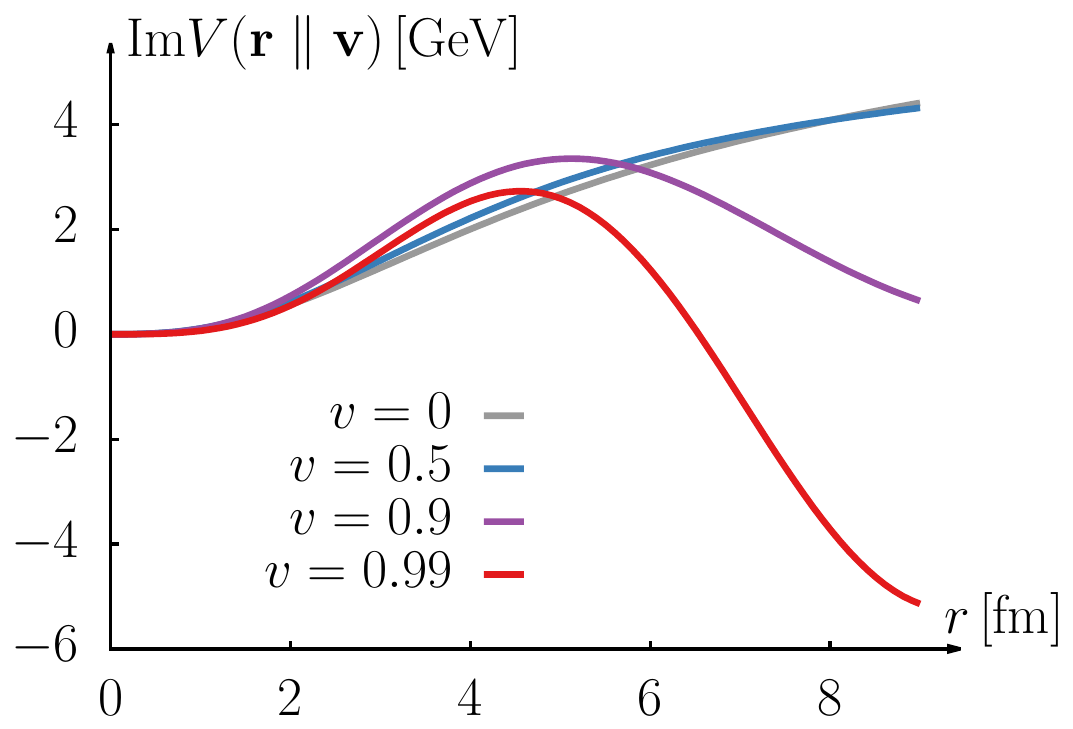 ImV(r ∥ v) [GeV]
4
2
0
−2
−4
−6
v = 0
v = 0.5
v = 0.9
v = 0.99
r [fm]
0 2 4 6 8